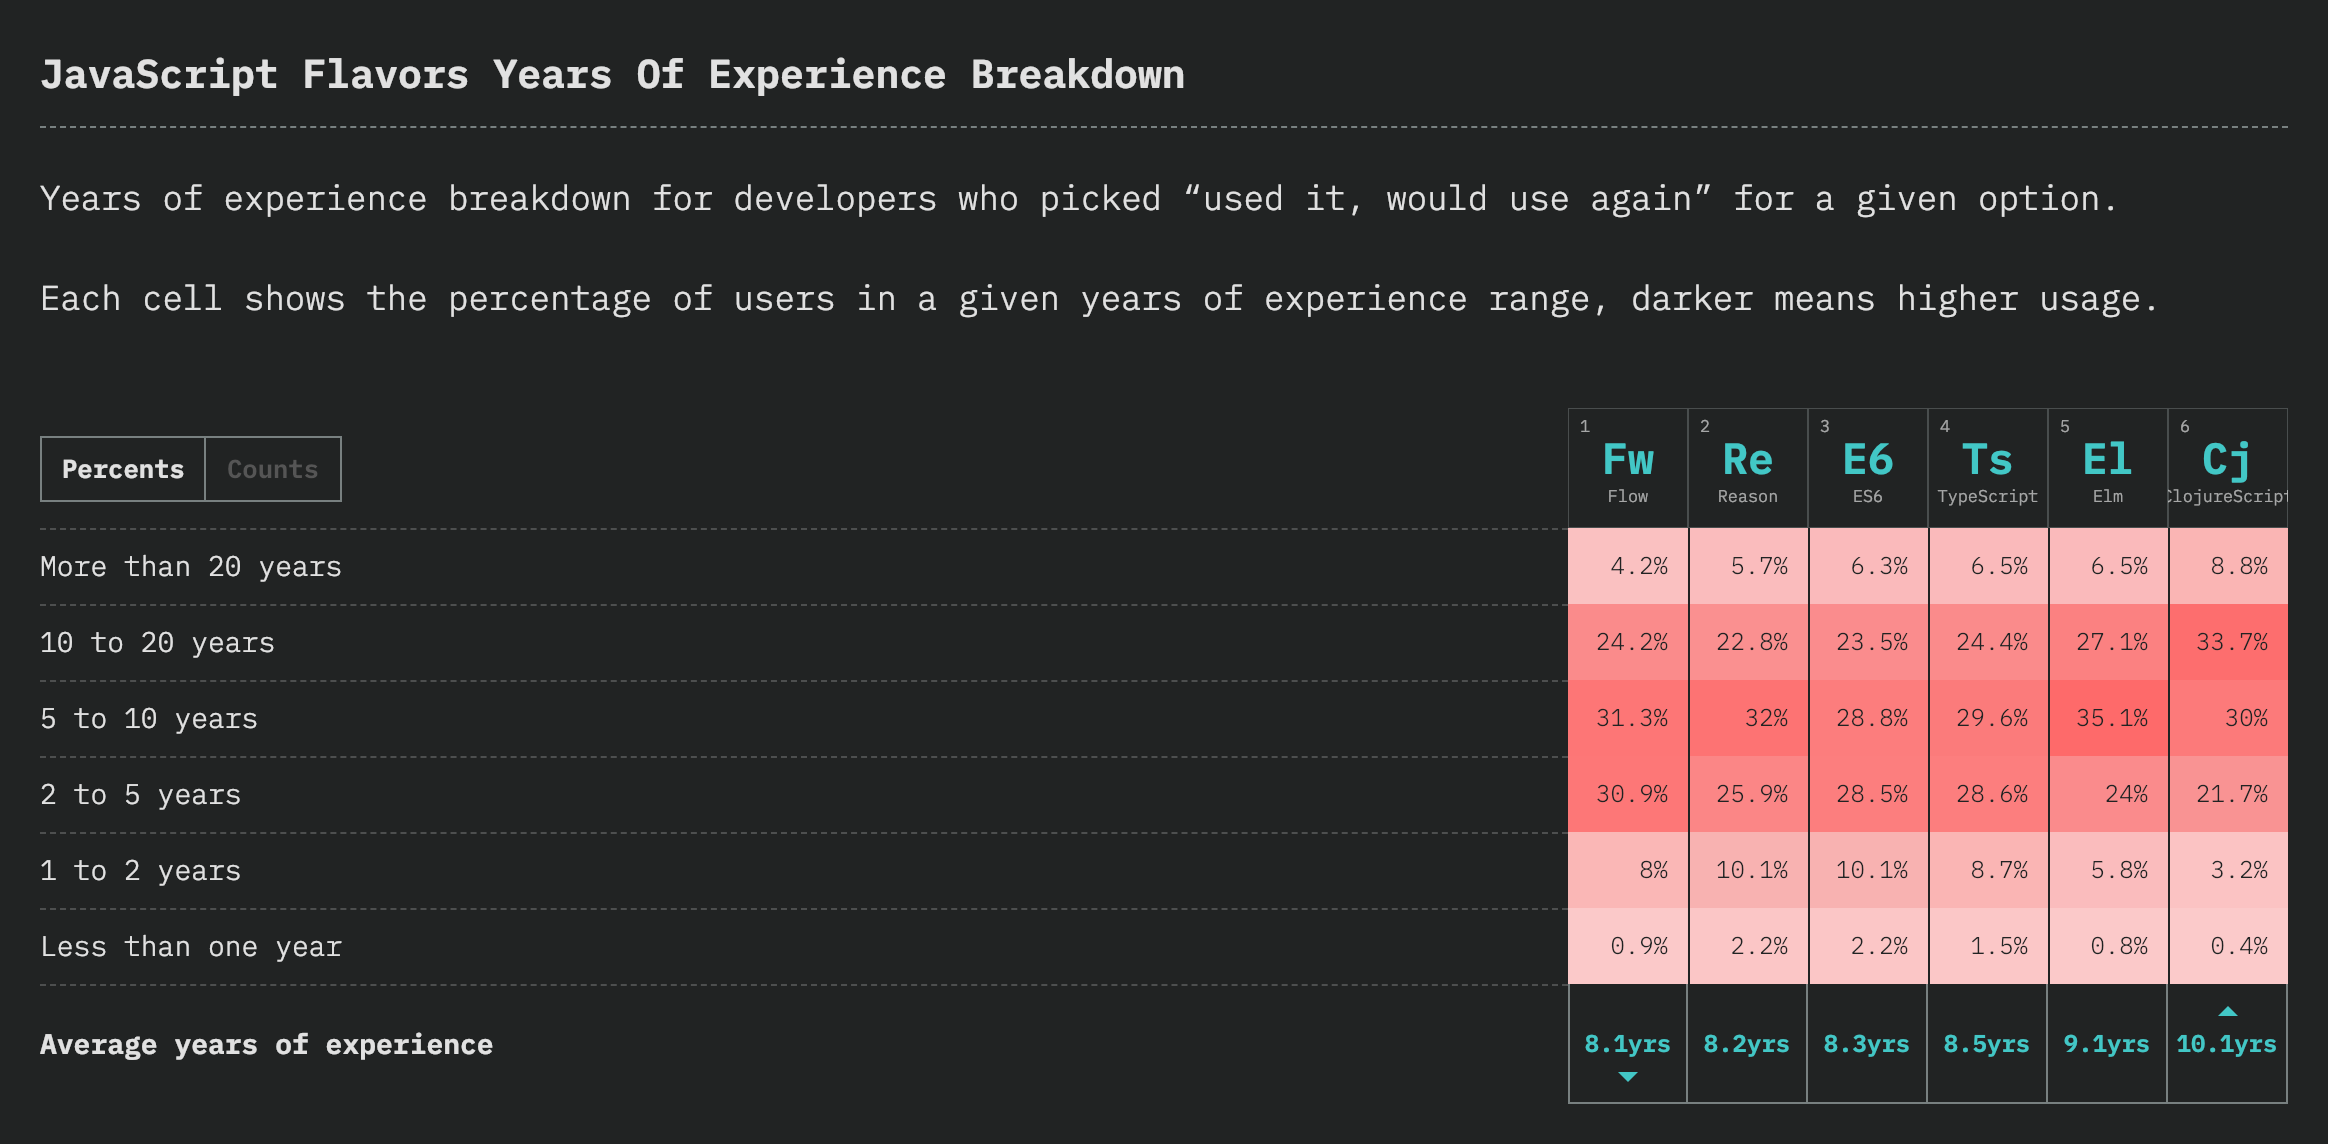 JavaScript Flavors Years Of Experience Breakdown
Years of experience breakdown for developers who picked “used it, would use again” for a given option.
Each cell shows the percentage of users in a given years of experience range, darker means higher usage.
Percents Counts
1 2 3 4 5 6
Fw Re E6 Ts El Cj
Flow Reason ES6 TypeScript Elm ClojureScript
More than 20 years 4.2% 5.7% 6.3% 6.5% 6.5% 8.8%
10 to 20 years 24.2% 22.8% 23.5% 24.4% 27.1% 33.7%
5 to 10 years 31.3% 32% 28.8% 29.6% 35.1% 30%
2 to 5 years 30.9% 25.9% 28.5% 28.6% 24% 21.7%
1 to 2 years 8% 10.1% 10.1% 8.7% 5.8% 3.2%
Less than one year 0.9% 2.2% 2.2% 1.5% 0.8% 0.4%
Average years of experience 8.1yrs 8.2yrs 8.3yrs 8.5yrs 9.1yrs 10.1yrs